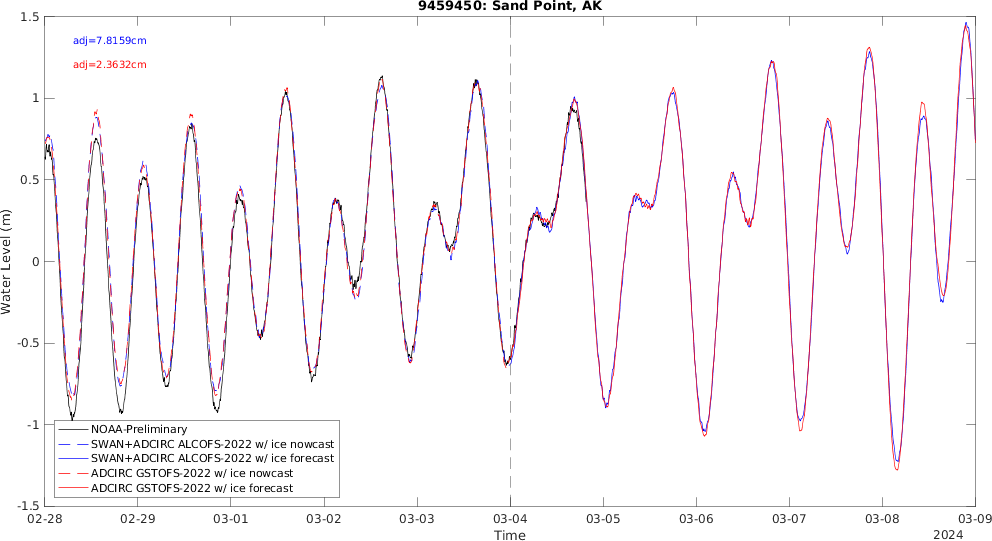 9459450: Sand Point, AK
adj=7.8159cm
adj=2.3632cm
Water Level (m)
1.5
1
0.5
0
-0.5
-1
-1.5
NOAA-Preliminary
SWAN+ADCIRC ALCOFS-2022 w/ ice nowcast
SWAN+ADCIRC ALCOFS-2022 w/ ice forecast
ADCIRC GSTOFS-2022 w/ ice nowcast
ADCIRC GSTOFS-2022 w/ ice forecast
02-28 02-29 03-01 03-02 03-03 03-04 03-05 03-06 03-07 03-08 03-09
Time
2024